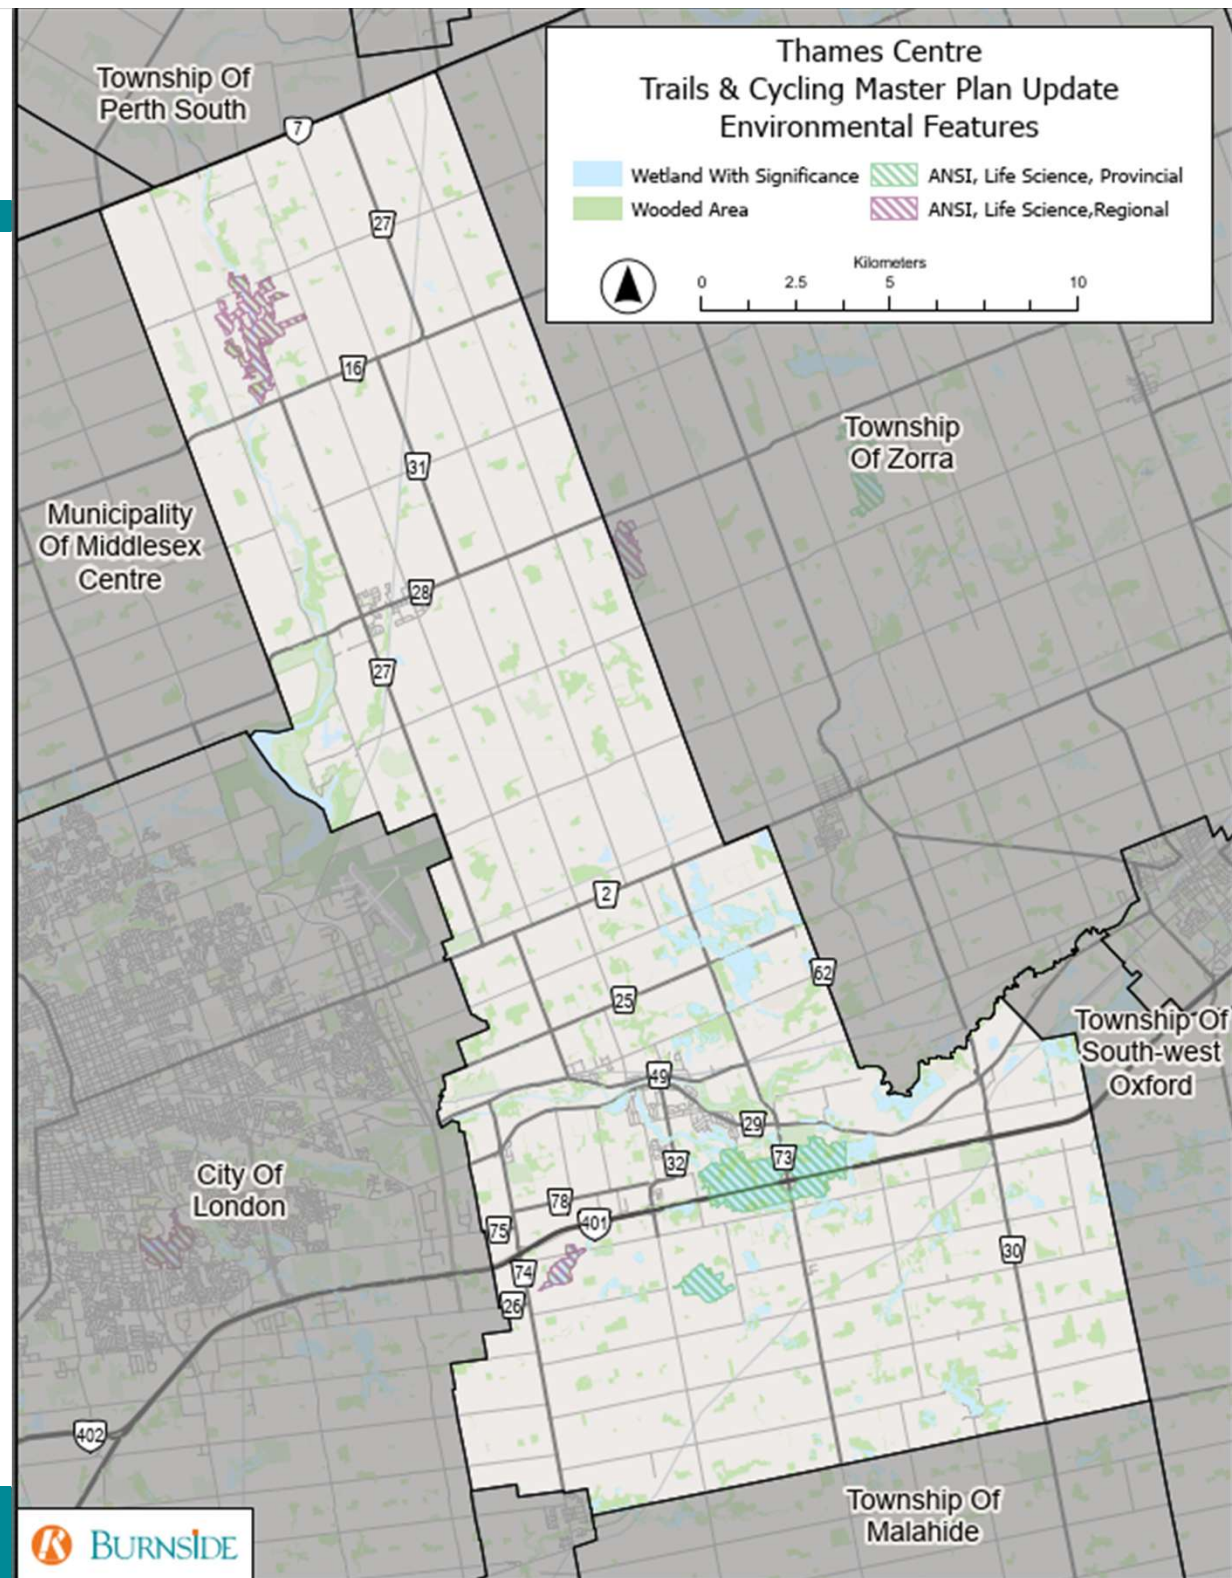 Thames Centre
Trails & Cycling Master Plan Update
Environmental Features
Wetland With Significance
ANSI, Life Science, Provincial
Wooded Area
ANSI, Life Science,Regional
Kilometers
0 2.5 5 10
Township Of
Perth South
7
27
16
Township
Of Zorra
31
Municipality
Of Middlesex
Centre
28
27
2
62
25
Township Of
South-west
Oxford
49
29
73
32
City Of
London
78
401
75
30
74
26
402
Township Of
Malahide
BURNSIDE